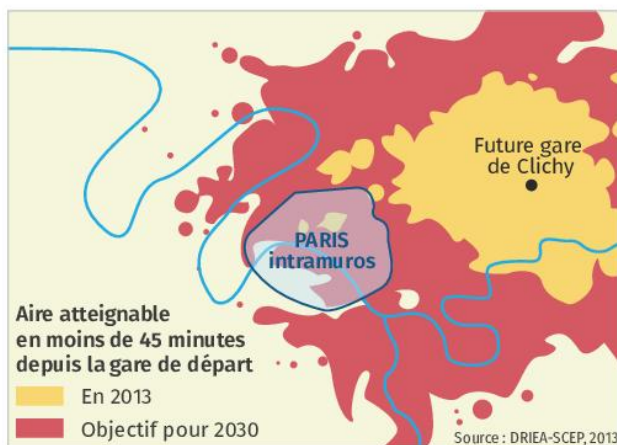 Future gare
de Clichy
PARIS
intramuros
Aire atteignable
en moins de 45 minutes
depuis la gare de départ
En 2013
Objectif pour 2030
Source : DRIEA-SCEP, 2013